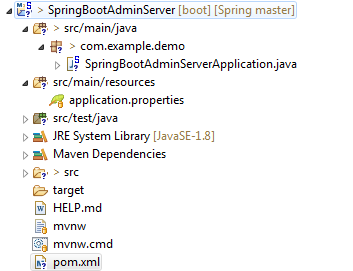 > SpringBootAdminServer [boot] [Spring master]
> src/main/java
> com.example.demo
> SpringBootAdminServerApplication.java
src/main/resources
application.properties
src/test/java
JRE System Library [JavaSE-1.8]
Maven Dependencies
> src
target
HELP.md
mvnw
mvnw.cmd
pom.xml